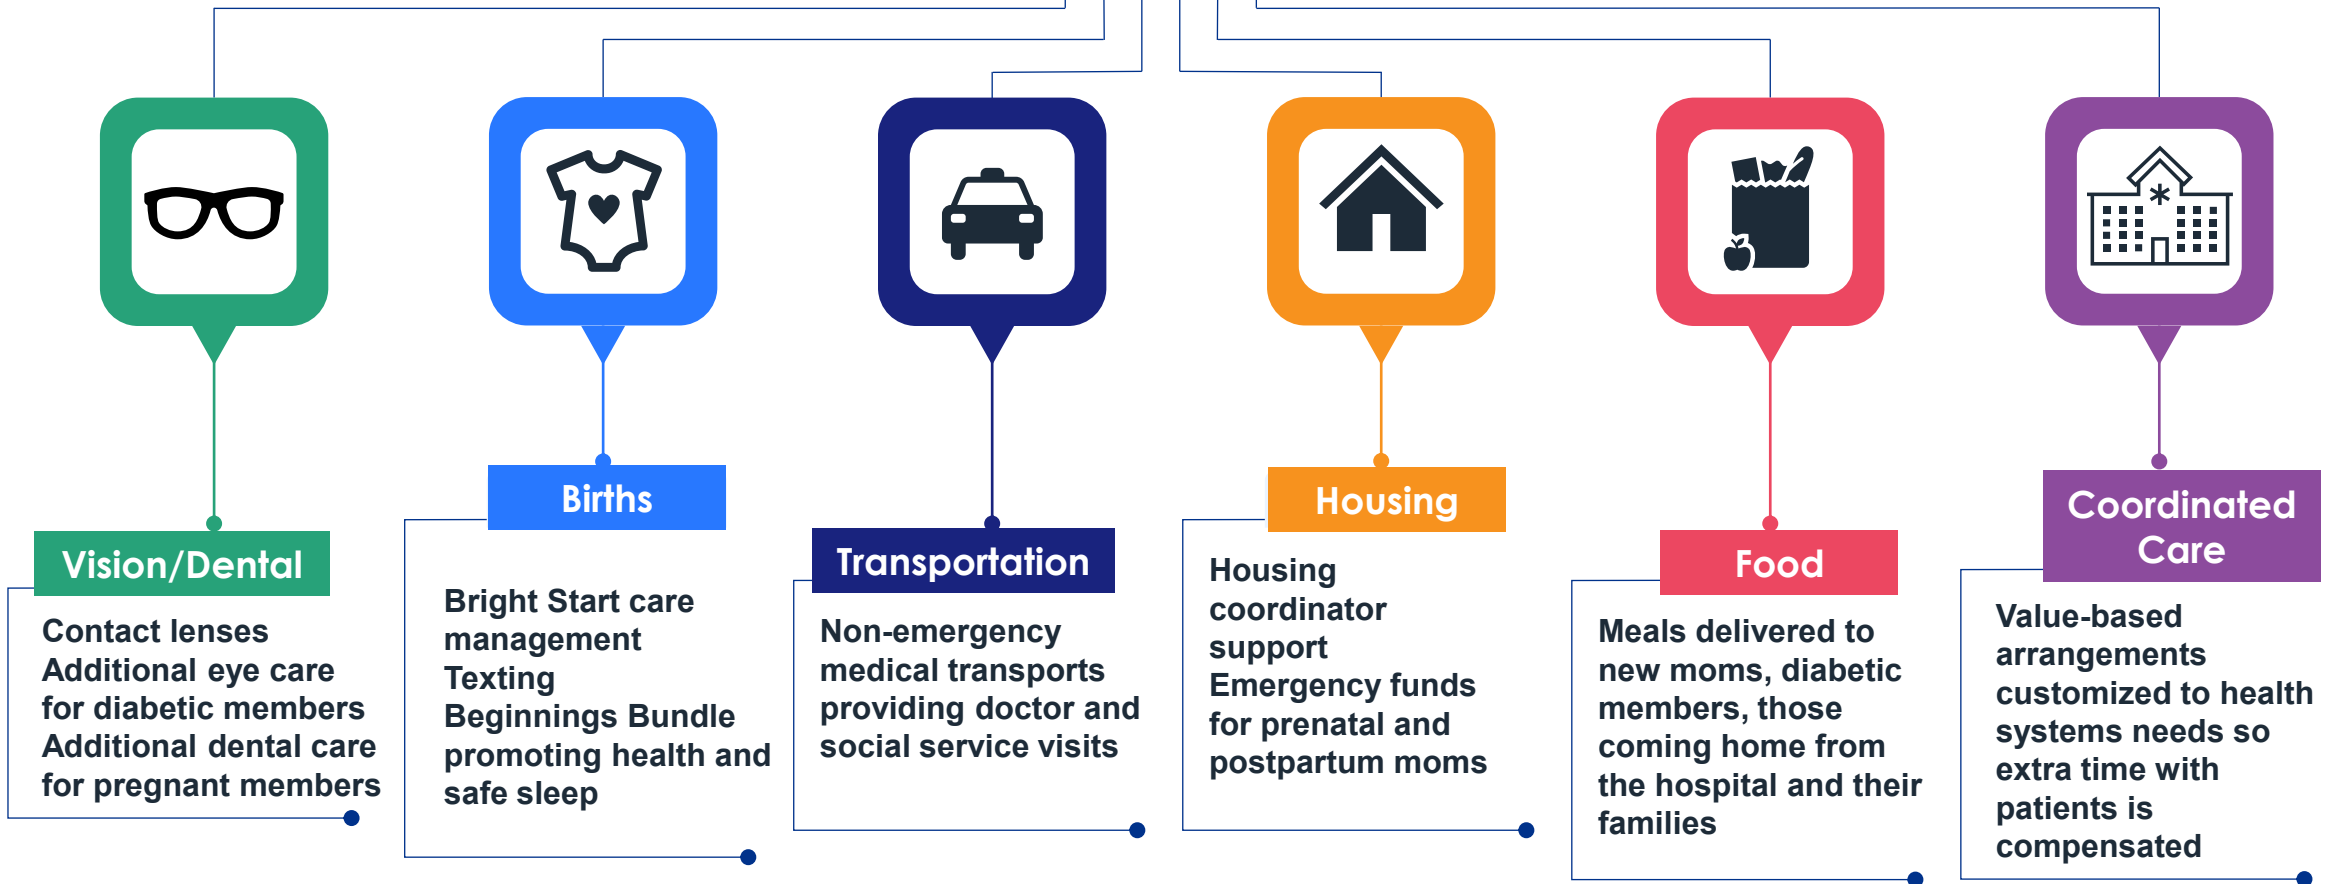 Vision/Dental
Contact lenses
Additional eye care
for diabetic members
Additional dental care
for pregnant members
Births
Bright Start care
management
Texting
Beginnings Bundle
promoting health and
safe sleep
Transportation
Non-emergency
medical transports
providing doctor and
social service visits
Housing
Housing
coordinator
support
Emergency funds
for prenatal and
postpartum moms
Food
Meals delivered to
new moms, diabetic
members, those
coming home from
the hospital and their
families
Coordinated
Care
Value-based
arrangements
customized to health
systems needs so
extra time with
patients is
compensated